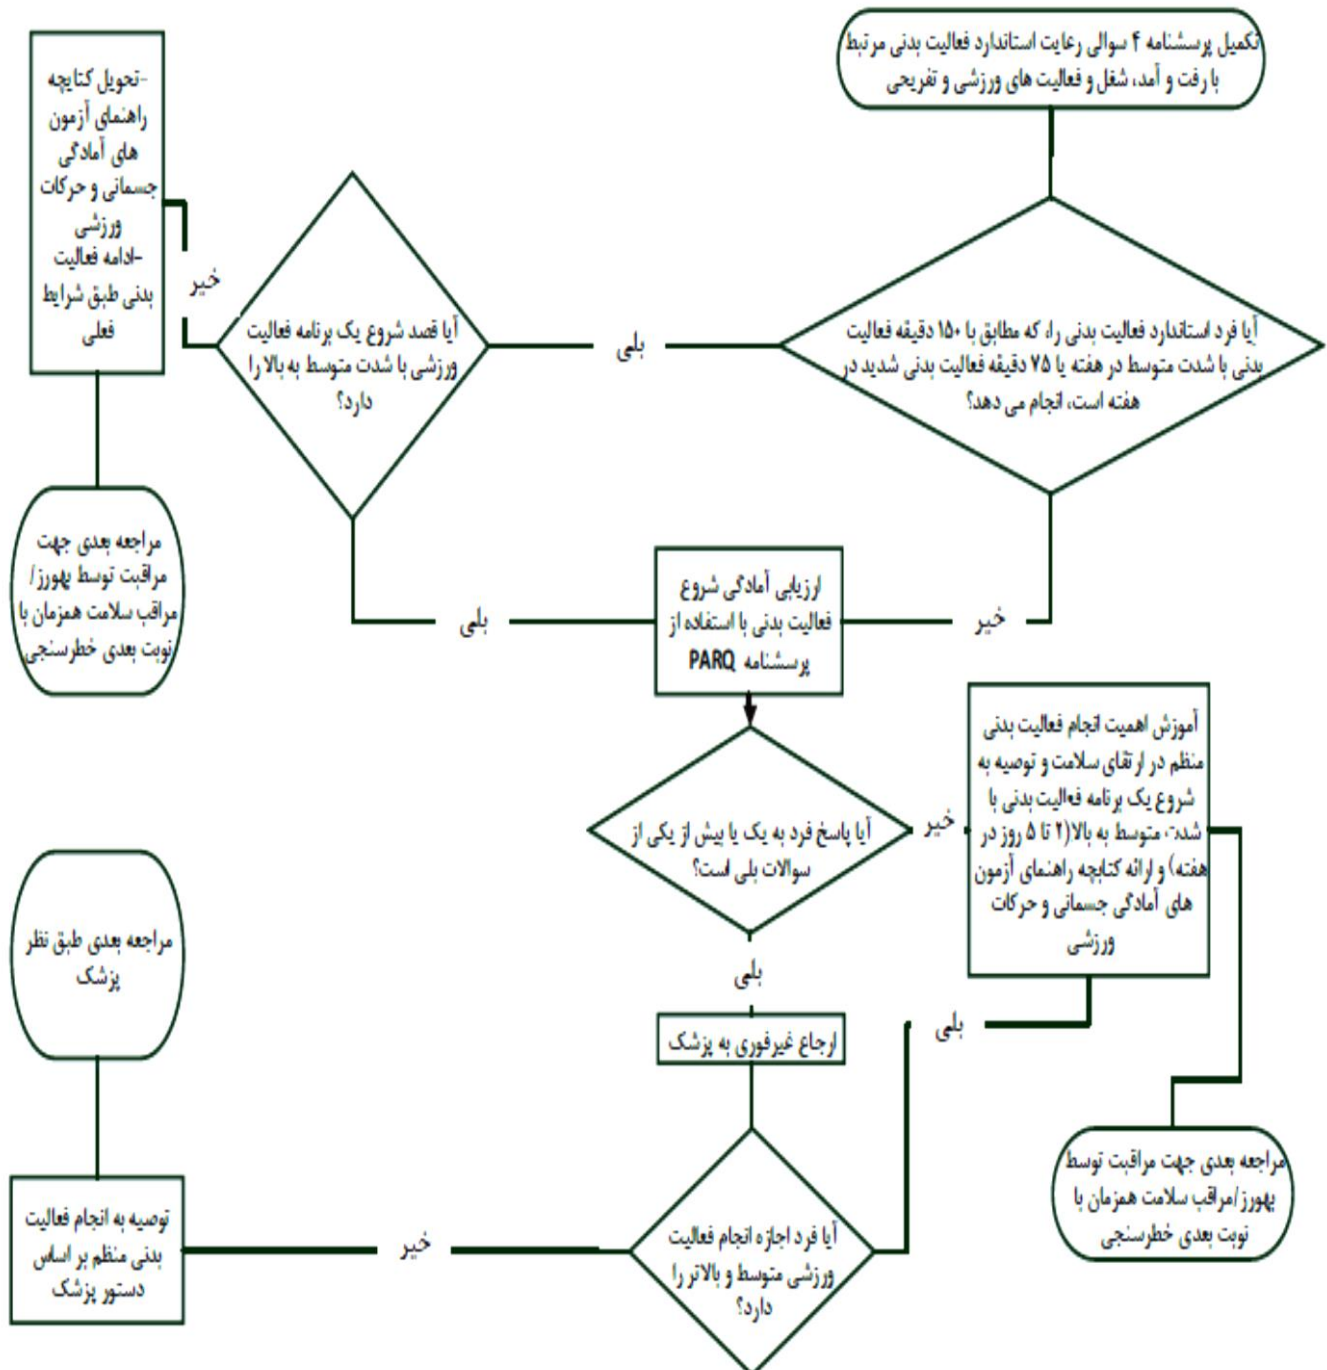 تکمیل پرسشنامه ۴ سوالی رعایت استاندارد فعالیت بدنی مرتبط
با رفت و آمد، شغل و فعالیت های ورزشی و تفریحی
آیا فرد استاندارد فعالیت بدنی را، که مطابق با ۱۵۰ دقیقه فعالیت
بدنی با شدت متوسط در هفته یا ۷۵ دقیقه فعالیت بدنی شدید در
هفته است، انجام می دهد؟
بلی
آیا قصد شروع یک برنامه فعالیت
ورزشی با شدت متوسط به بالا را
دارد؟
خیر
-تحویل کتابچه
راهنمای آزمون
های آمادگی
جسمانی و حرکات
ورزشی
-ادامه فعالیت
بدنی طبق شرایط
فعلی
مراجعه بعدی جهت
مراقبت توسط بهورز/
مراقب سلامت همزمان با
نوبت بعدی خطرسنجی
خیر
بلی
ارزیابی آمادگی شروع
فعالیت بدنی با استفاده از
پرسشنامه PARQ
آیا پاسخ فرد به یک یا بیش از یکی از
سوالات بلی است؟
خیر
آموزش اهمیت انجام فعالیت بدنی
منظم در ارتقای سلامت و توصیه به
شروع یک برنامه فعالیت بدنی با
شدت متوسط به بالا(۲ تا ۵ روز در
هفته) و ارائه کتابچه راهنمای آزمون
های آمادگی جسمانی و حرکات
ورزشی
بلی
ارجاع غیرفوری به پزشک
بلی
مراجعه بعدی جهت مراقبت توسط
بهورز/مراقب سلامت همزمان با
نوبت بعدی خطرسنجی
آیا فرد اجازه انجام فعالیت
ورزشی متوسط و بالاتر را
دارد؟
خیر
توصیه به انجام فعالیت
بدنی منظم بر اساس
دستور پزشک
مراجعه بعدی طبق نظر
پزشک